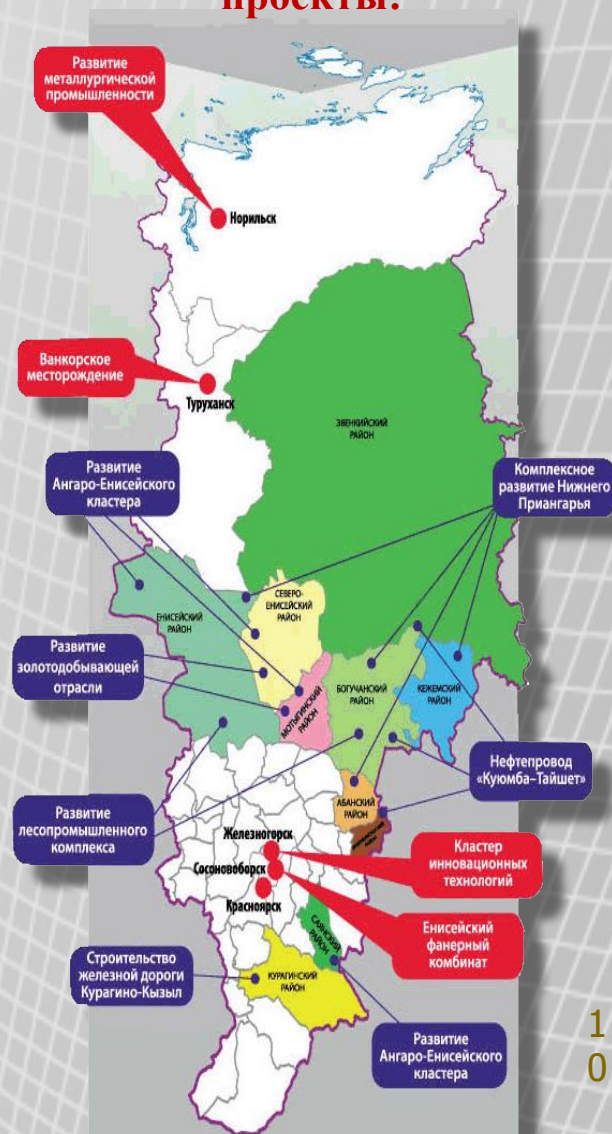 проекты:
Развитие
металлургической
промышленности
Норильск
Ванкорское
месторождение
Туруханск
ЭВЕНКИЙСКИЙ
РАЙОН
Развитие
Ангаро-Енисейского
кластера
Комплексное
развитие Нижнего
Приангарья
ЕНИСЕЙСКИЙ
РАЙОН
СЕВЕРО-
ЕНИСЕЙСКИЙ
РАЙОН
Развитие
золотодобывающей
отрасли
МОТЫГИНСКИЙ
РАЙОН
БОГУЧАНСКИЙ
РАЙОН
КЕЖЕМСКИЙ
РАЙОН
Нефтепровод
«Куюмба–Тайшет»
АБАНСКИЙ
РАЙОН
Развитие
лесопромышленного
комплекса
Железногорск
Сосоновоборск
Красноярск
Кластер
инновационных
технологий
Енисейский
фанерный
комбинат
САЯНСКИЙ
РАЙОН
Строительство
железной дороги
Курагино-Кызыл
КУРАГИНСКИЙ
РАЙОН
Развитие
Ангаро-Енисейского
кластера
1
0